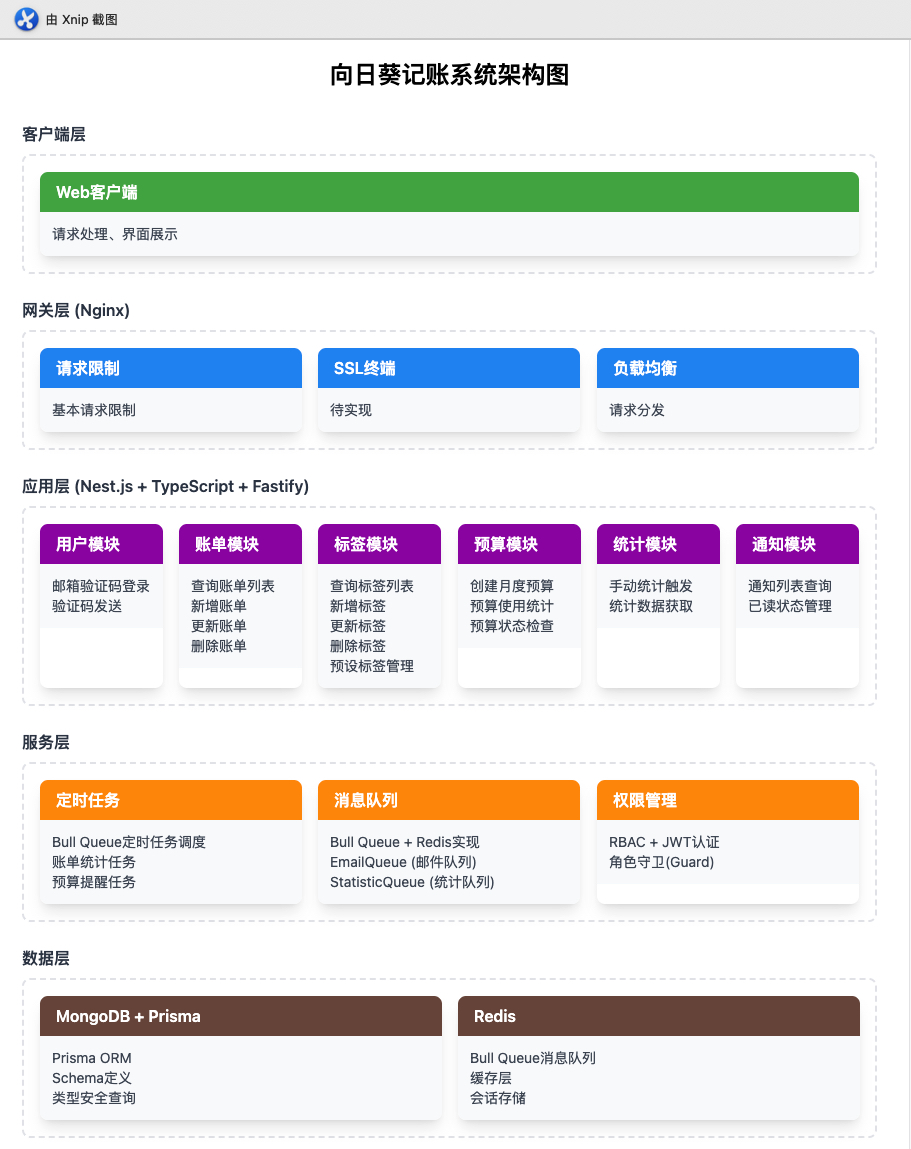 由 Xnip 截图
向日葵记账系统架构图
客户端层
Web客户端
请求处理、界面展示
网关层 (Nginx)
请求限制
基本请求限制
SSL终端
待实现
负载均衡
请求分发
应用层 (Nest.js + TypeScript + Fastify)
用户模块
邮箱验证码登录
验证码发送
账单模块
查询账单列表
新增账单
更新账单
删除账单
标签模块
查询标签列表
新增标签
更新标签
删除标签
预设标签管理
预算模块
创建月度预算
预算使用统计
预算状态检查
统计模块
手动统计触发
统计数据获取
通知模块
通知列表查询
已读状态管理
服务层
定时任务
Bull Queue定时任务调度
账单统计任务
预算提醒任务
消息队列
Bull Queue + Redis实现
EmailQueue (邮件队列)
StatisticQueue (统计队列)
权限管理
RBAC + JWT认证
角色守卫(Guard)
数据层
MongoDB + Prisma
Prisma ORM
Schema定义
类型安全查询
Redis
Bull Queue消息队列
缓存层
会话存储